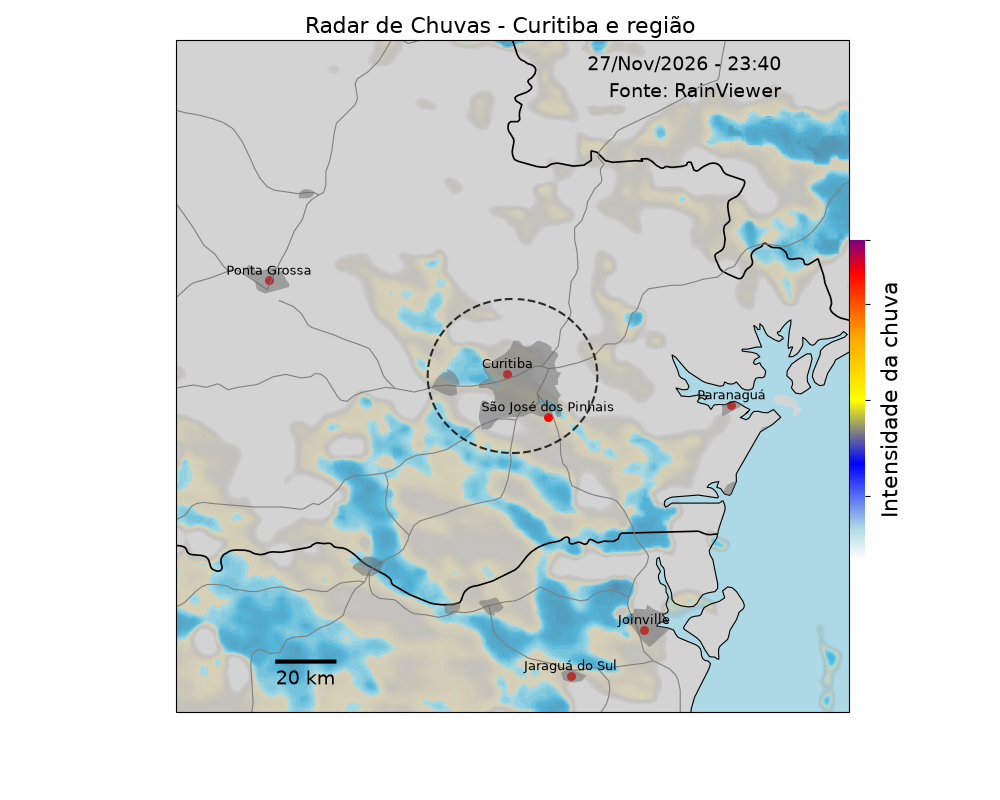 Radar de Chuvas - Curitiba e região
27/Nov/2026 - 23:40
Fonte: RainViewer
Ponta Grossa
Curitiba
São José dos Pinhais
Paranaguá
Joinville
Jaraguá do Sul
20 km
Intensidade da chuva